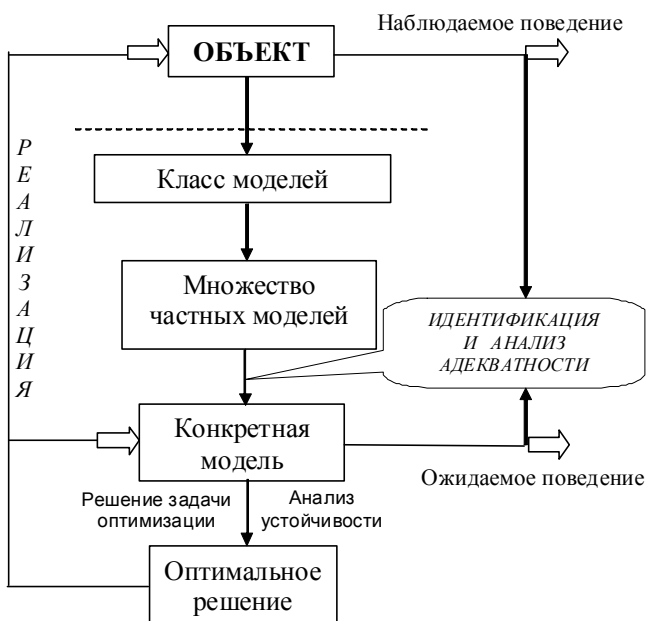 Наблюдаемое поведение
ОБЪЕКТ
РЕАЛИЗАЦИЯ
Класс моделей
Множество
частных моделей
ИДЕНТИФИКАЦИЯ
И АНАЛИЗ
АДЕКВАТНОСТИ
Конкретная
модель
Ожидаемое поведение
Решение задачи
оптимизации
Анализ
устойчивости
Оптимальное
решение